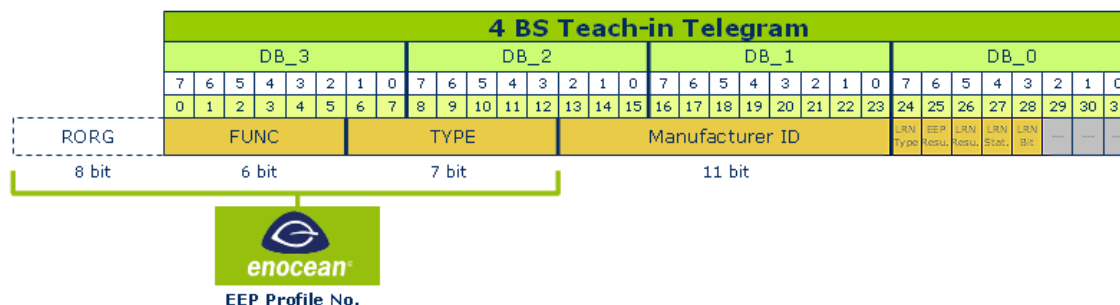 4 BS Teach-in Telegram
DB_3 DB_2 DB_1 DB_0
7 6 5 4 3 2 1 0 7 6 5 4 3 2 1 0 7 6 5 4 3 2 1 0 7 6 5 4 3 2 1 0
0 1 2 3 4 5 6 7 8 9 10 11 12 13 14 15 16 17 18 19 20 21 22 23 24 25 26 27 28 29 30 3
RORG FUNC TYPE Manufacturer ID LRN EEP LRN LRN LRN
Type Resu. Resu. Stat. Bit --- --- ---
8 bit 6 bit 7 bit 11 bit
enocean
EEP Profile No.